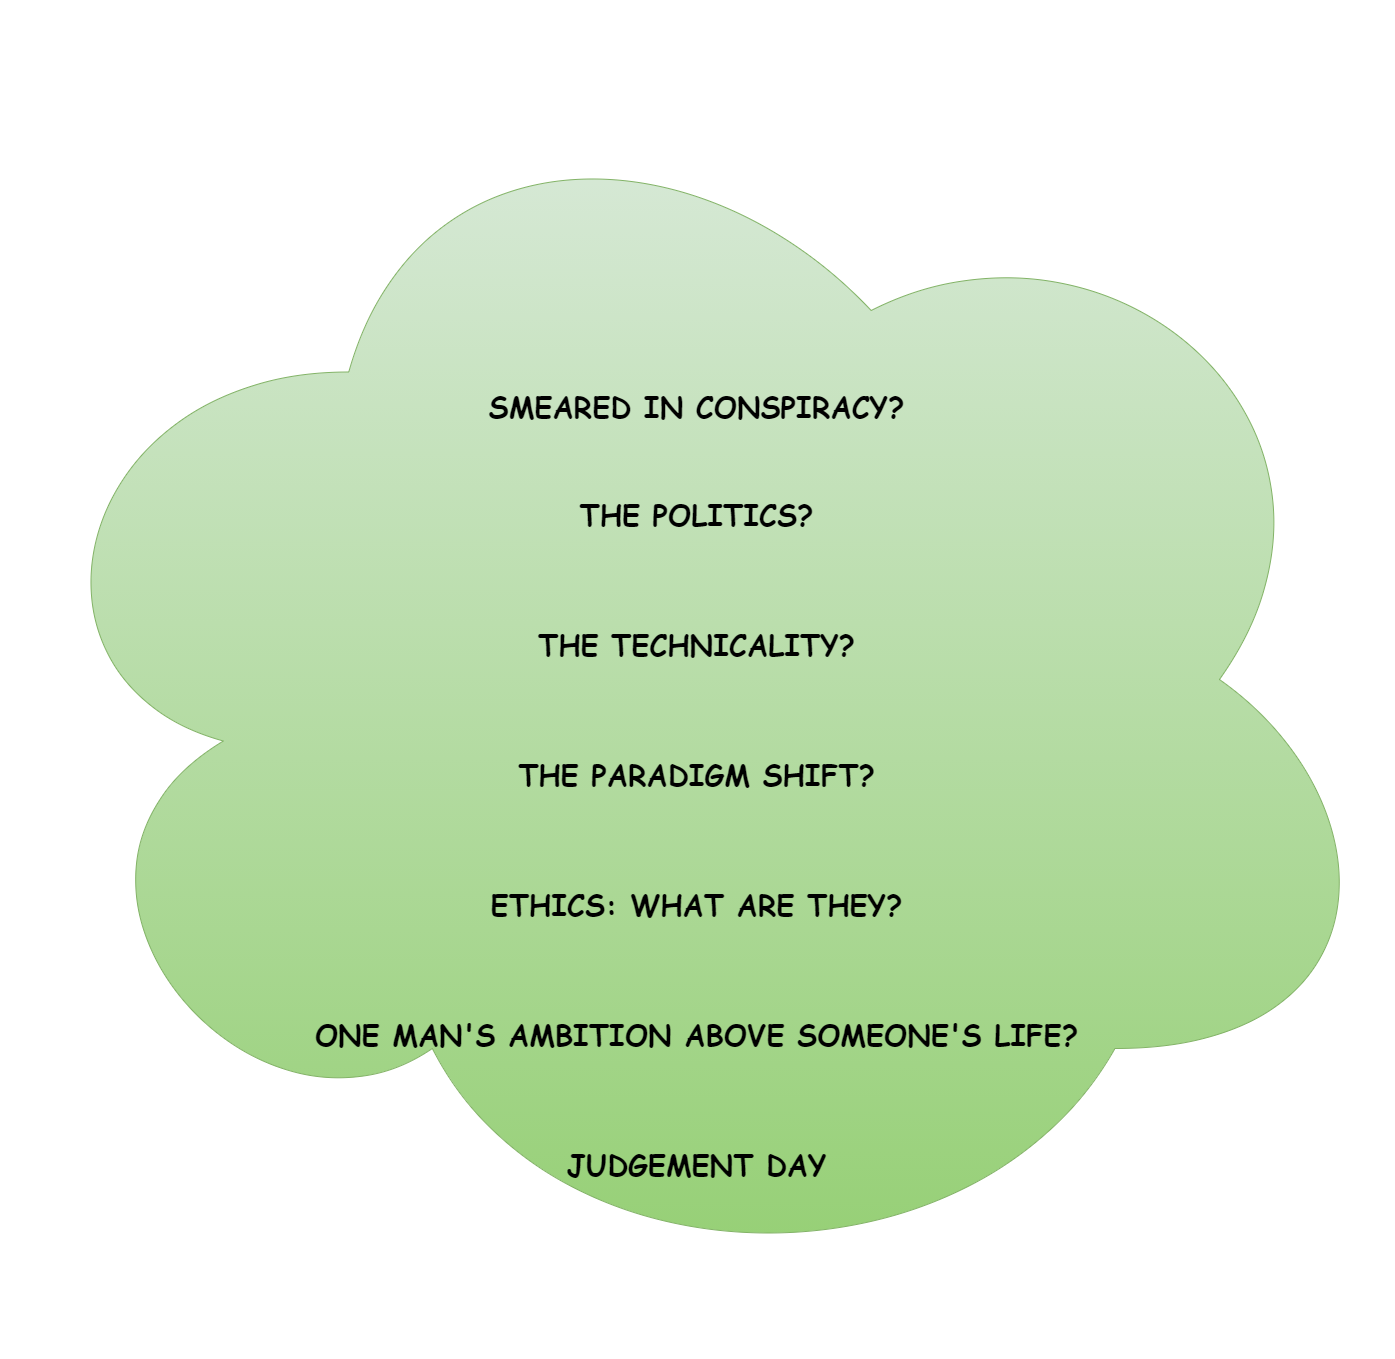 SMEARED IN CONSPIRACY?
THE POLITICS?
THE TECHNICALITY?
THE PARADIGM SHIFT?
ETHICS: WHAT ARE THEY?
ONE MAN'S AMBITION ABOVE SOMEONE'S LIFE?
JUDGEMENT DAY